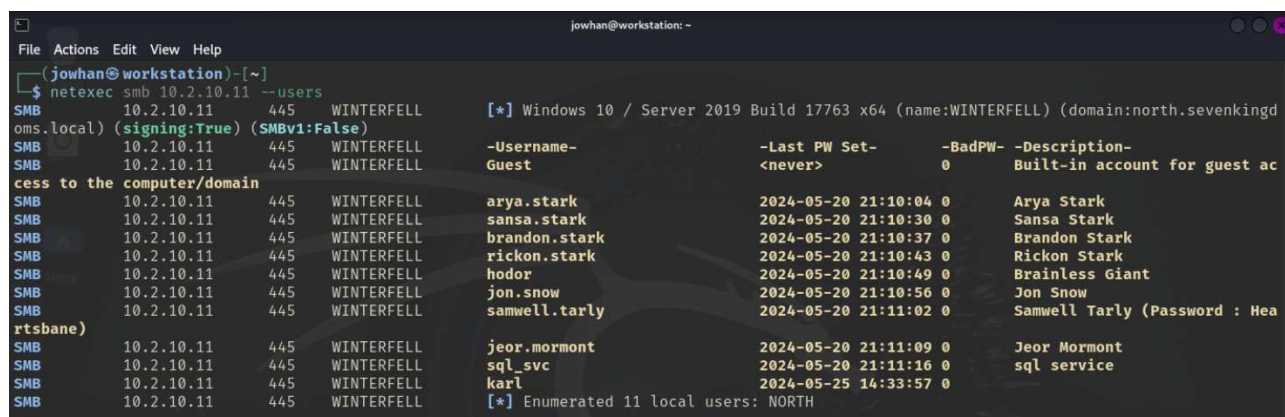 jowhan@workstation: ~
File Actions Edit View Help
┌──(jowhan㉿workstation)-[~]
└─$ netexec smb 10.2.10.11 --users
SMB 10.2.10.11 445 WINTERFELL [*] Windows 10 / Server 2019 Build 17763 x64 (name:WINTERFELL) (domain:north.sevenkingd
oms.local) (signing:True) (SMBv1:False)
SMB 10.2.10.11 445 WINTERFELL -Username- -Last PW Set- -BadPW- -Description-
SMB 10.2.10.11 445 WINTERFELL Guest <never> 0 Built-in account for guest ac
cess to the computer/domain
SMB 10.2.10.11 445 WINTERFELL arya.stark 2024-05-20 21:10:04 0 Arya Stark
SMB 10.2.10.11 445 WINTERFELL sansa.stark 2024-05-20 21:10:30 0 Sansa Stark
SMB 10.2.10.11 445 WINTERFELL brandon.stark 2024-05-20 21:10:37 0 Brandon Stark
SMB 10.2.10.11 445 WINTERFELL rickon.stark 2024-05-20 21:10:43 0 Rickon Stark
SMB 10.2.10.11 445 WINTERFELL hodor 2024-05-20 21:10:49 0 Brainless Giant
SMB 10.2.10.11 445 WINTERFELL jon.snow 2024-05-20 21:10:56 0 Jon Snow
SMB 10.2.10.11 445 WINTERFELL samwell.tarly 2024-05-20 21:11:02 0 Samwell Tarly (Password : Hea
rtsbane)
SMB 10.2.10.11 445 WINTERFELL jeor.mormont 2024-05-20 21:11:09 0 Jeor Mormont
SMB 10.2.10.11 445 WINTERFELL sql_svc 2024-05-20 21:11:16 0 sql service
SMB 10.2.10.11 445 WINTERFELL karl 2024-05-25 14:33:57 0
SMB 10.2.10.11 445 WINTERFELL [*] Enumerated 11 local users: NORTH